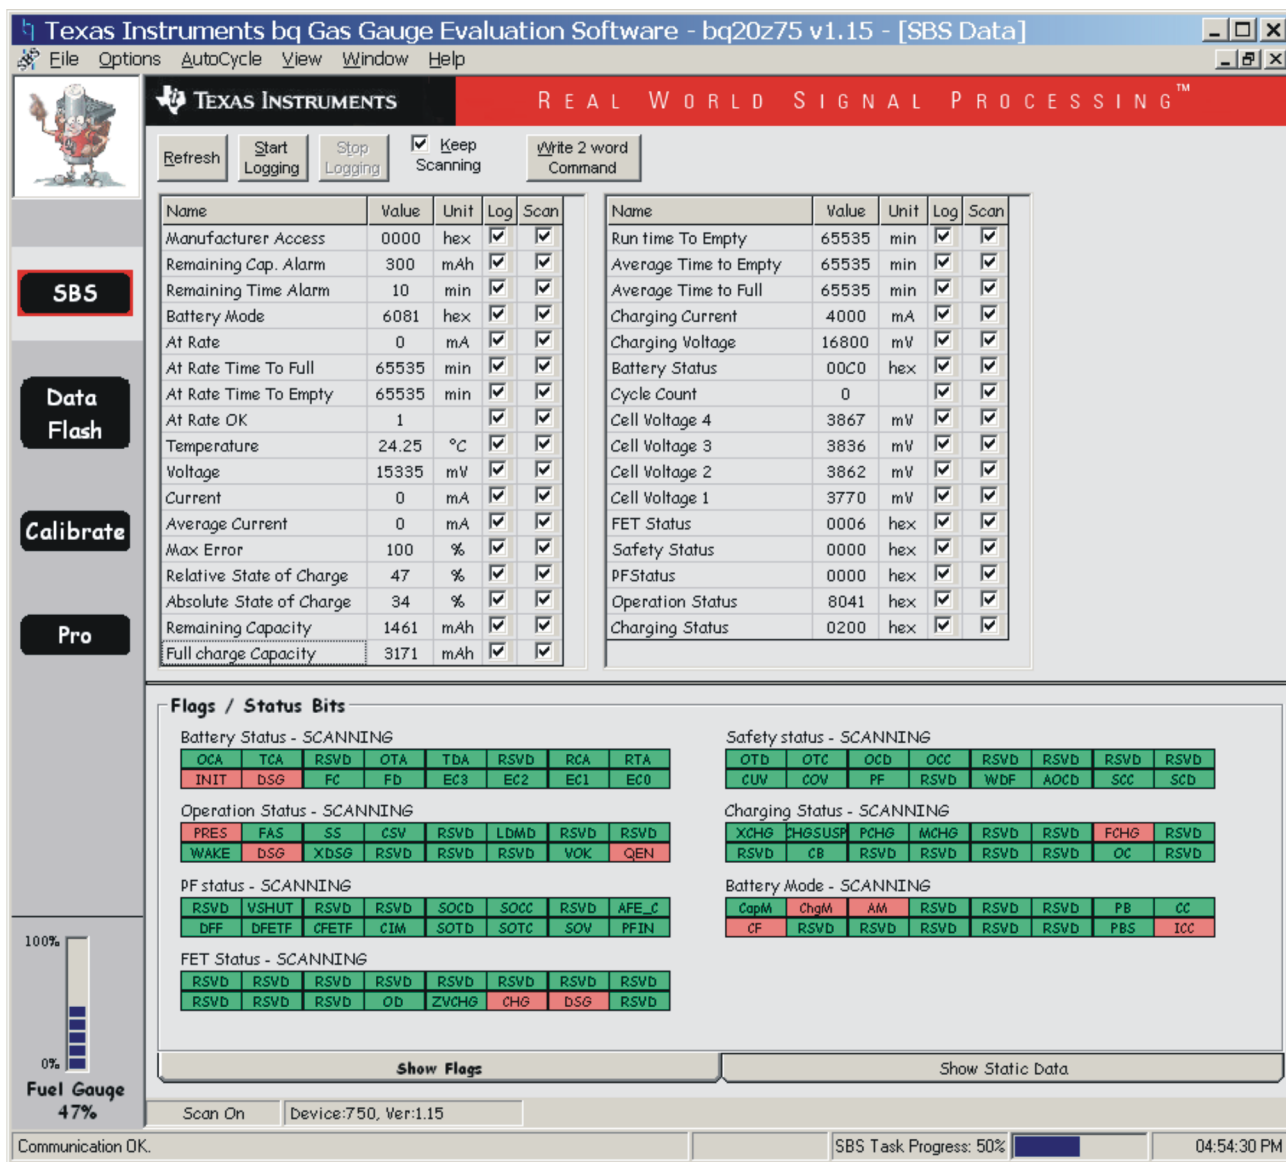 Texas Instruments bq Gas Gauge Evaluation Software - bq20z75 v1.15 - [SBS Data]
File Options AutoCycle View Window Help
TEXAS INSTRUMENTS
REAL WORLD SIGNAL PROCESSING™
Refresh
Start Logging
Stop Logging
Keep Scanning
Write 2 word Command
Name Value Unit Log Scan
Manufacturer Access 0000 hex
Remaining Cap. Alarm 300 mAh
Remaining Time Alarm 10 min
Battery Mode 6081 hex
At Rate 0 mA
At Rate Time To Full 65535 min
At Rate Time To Empty 65535 min
At Rate OK 1
Temperature 24.25 °C
Voltage 15335 mV
Current 0 mA
Average Current 0 mA
Max Error 100 %
Relative State of Charge 47 %
Absolute State of Charge 34 %
Remaining Capacity 1461 mAh
Full charge Capacity 3171 mAh
Name Value Unit Log Scan
Run time To Empty 65535 min
Average Time to Empty 65535 min
Average Time to Full 65535 min
Charging Current 4000 mA
Charging Voltage 16800 mV
Battery Status 00C0 hex
Cycle Count 0
Cell Voltage 4 3867 mV
Cell Voltage 3 3836 mV
Cell Voltage 2 3862 mV
Cell Voltage 1 3770 mV
FET Status 0006 hex
Safety Status 0000 hex
PFStatus 0000 hex
Operation Status 8041 hex
Charging Status 0200 hex
SBS
Data
Flash
Calibrate
Pro
Flags / Status Bits
Battery Status - SCANNING
OCA TCA RSVD OTA TDA RSVD RCA RTA
INIT DSG FC FD EC3 EC2 EC1 EC0
Safety status - SCANNING
OTD OTC OCD OCC RSVD RSVD RSVD RSVD
CUV COV PF RSVD WDF AOCD SCC SCD
Operation Status - SCANNING
PRES FAS SS CSV RSVD LDMD RSVD RSVD
WAKE DSG XDSG RSVD RSVD RSVD VOK QEN
Charging Status - SCANNING
XCHG CHGSUSP PCHG MCHG RSVD RSVD FCHG RSVD
RSVD CB RSVD RSVD RSVD RSVD OC RSVD
PF status - SCANNING
RSVD VSHUT RSVD RSVD SOCD SOCC RSVD AFE_C
DFF DFETF CFETF CIM SOTD SOTC SOV PFIN
Battery Mode - SCANNING
CapM ChgM AM RSVD RSVD RSVD PB CC
CF RSVD RSVD RSVD RSVD RSVD PBS ICC
FET Status - SCANNING
RSVD RSVD RSVD RSVD RSVD RSVD RSVD RSVD
RSVD RSVD RSVD OD ZVCHG CHG DSG RSVD
100%
0%
Fuel Gauge
47%
Show Flags
Show Static Data
Scan On
Device:750, Ver:1.15
Communication OK.
SBS Task Progress: 50%
04:54:30 PM